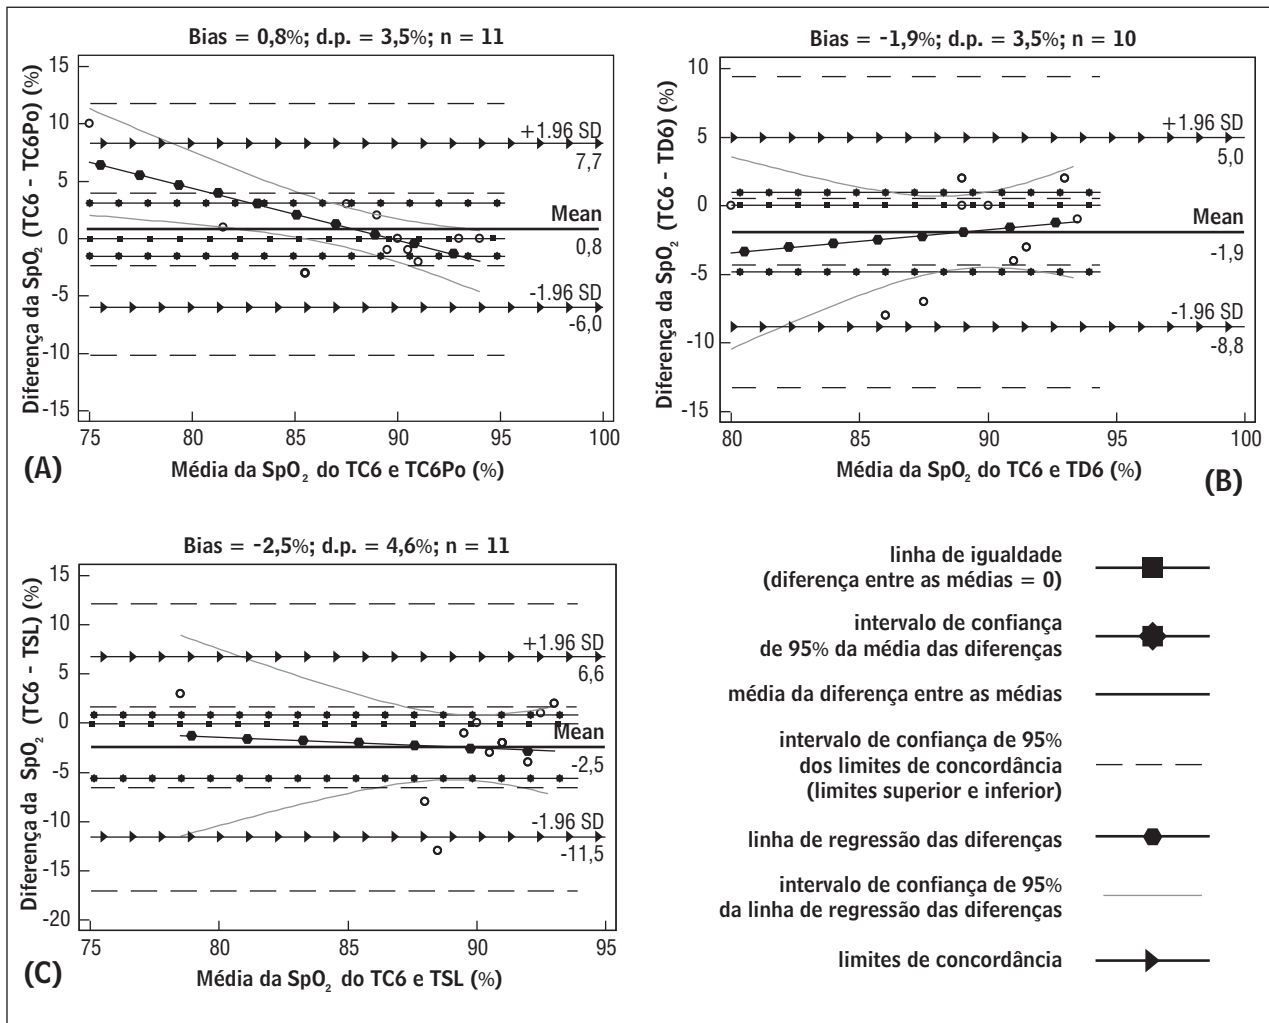 Bias = 0,8%; d.p. = 3,5%; n = 11
Diferença da SpO₂ (TC6 - TC6Po) (%)
15
10
5
0
-5
-10
-15
+1.96 SD
7,7
Mean
0,8
-1.96 SD
-6,0
75
80
85
90
95
100
(A)
Média da SpO₂ do TC6 e TC6Po (%)
Bias = -1,9%; d.p. = 3,5%; n = 10
Diferença da SpO₂ (TC6 - TD6) (%)
10
5
0
-5
-10
-15
+1.96 SD
5,0
Mean
-1,9
-1.96 SD
-8,8
80
85
90
95
100
Média da SpO₂ do TC6 e TD6 (%)
(B)
Bias = -2,5%; d.p. = 4,6%; n = 11
Diferença da SpO₂ (TC6 - TSL) (%)
15
10
5
0
-5
-10
-15
-20
+1.96 SD
6,6
Mean
-2,5
-1.96 SD
-11,5
75
80
85
90
95
(C)
Média da SpO₂ do TC6 e TSL (%)
linha de igualdade
(diferença entre as médias = 0)
intervalo de confiança
de 95% da média das diferenças
média da diferença entre as médias
intervalo de confiança de 95%
dos limites de concordância
(limites superior e inferior)
linha de regressão das diferenças
intervalo de confiança de 95%
da linha de regressão das diferenças
limites de concordância